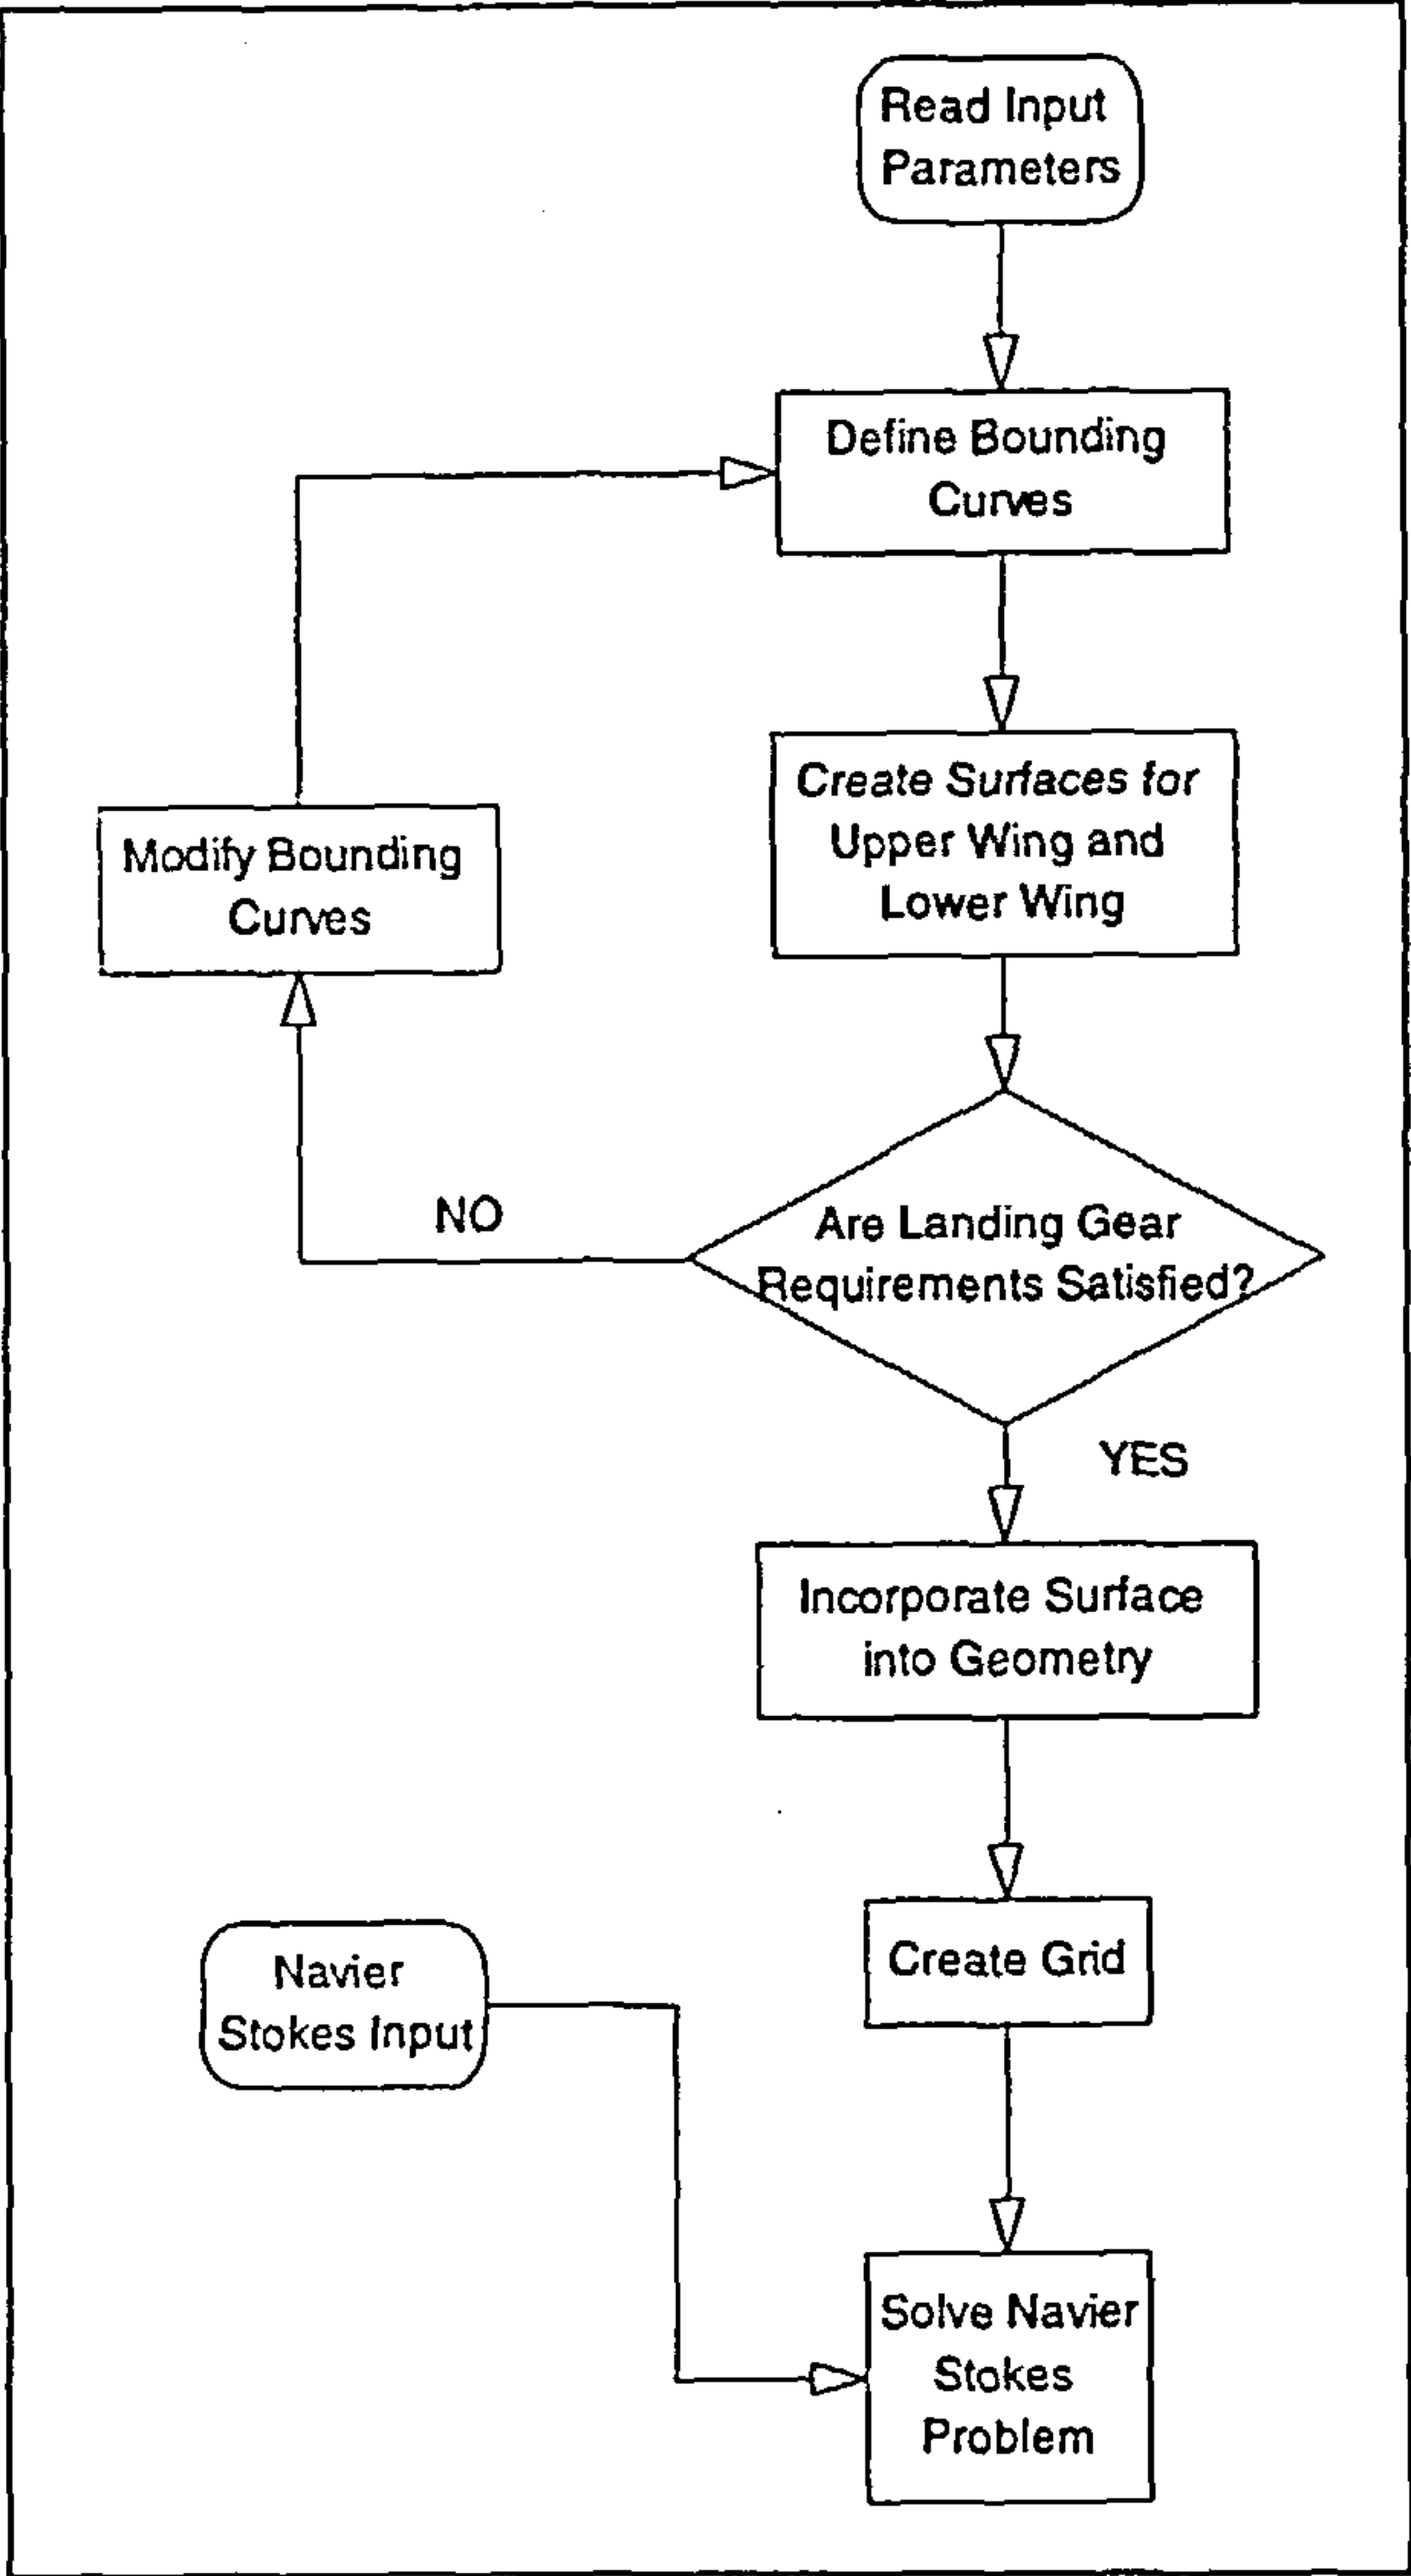 Read Input
Parameters
Define Bounding
Curves
Create Surfaces for
Upper Wing and
Lower Wing
Modify Bounding
Curves
NO
Are Landing Gear
Requirements Satisfied?
YES
Incorporate Surface
into Geometry
Create Grid
Navier
Stokes Input
Solve Navier
Stokes
Problem